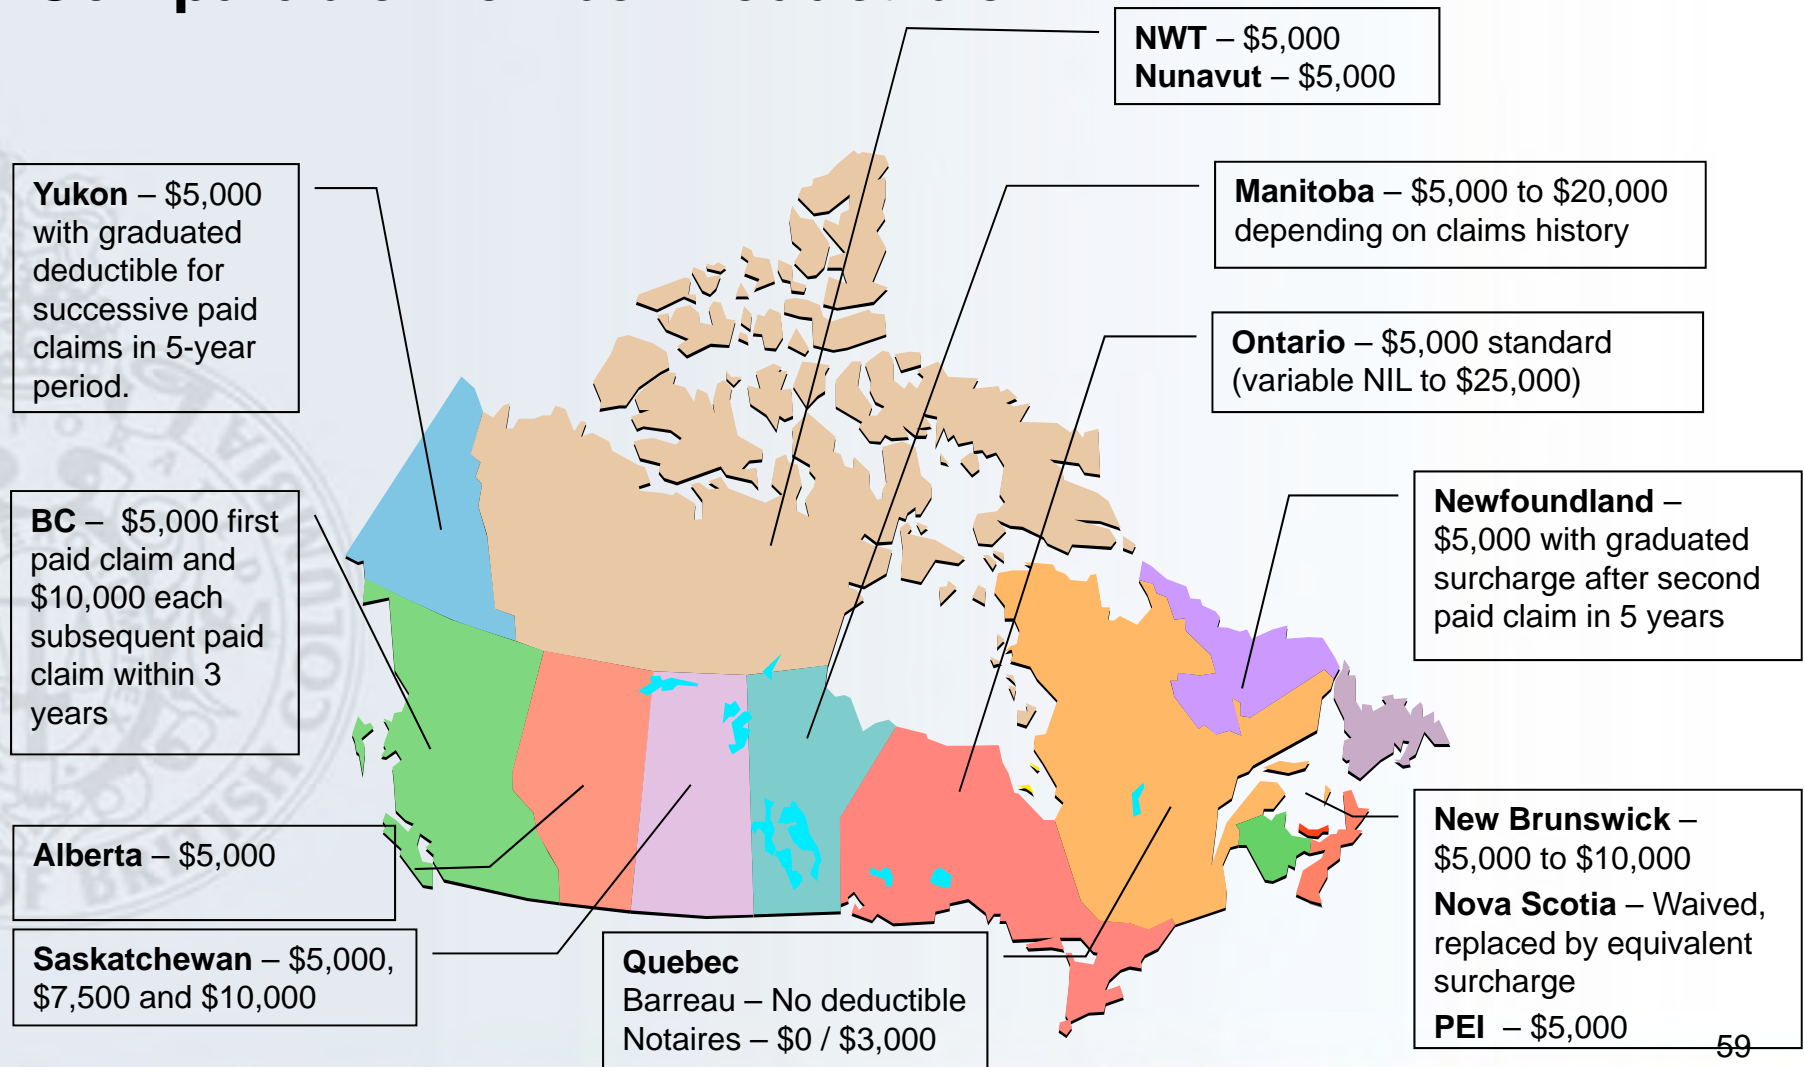 NWT – $5,000
Nunavut – $5,000
Yukon – $5,000
with graduated
deductible for
successive paid
claims in 5-year
period.
Manitoba – $5,000 to $20,000
depending on claims history
Ontario – $5,000 standard
(variable NIL to $25,000)
BC – $5,000 first
paid claim and
$10,000 each
subsequent paid
claim within 3
years
Newfoundland –
$5,000 with graduated
surcharge after second
paid claim in 5 years
Alberta – $5,000
Saskatchewan – $5,000,
$7,500 and $10,000
Quebec
Barreau – No deductible
Notaires – $0 / $3,000
New Brunswick –
$5,000 to $10,000
Nova Scotia – Waived,
replaced by equivalent
surcharge
PEI – $5,000
59